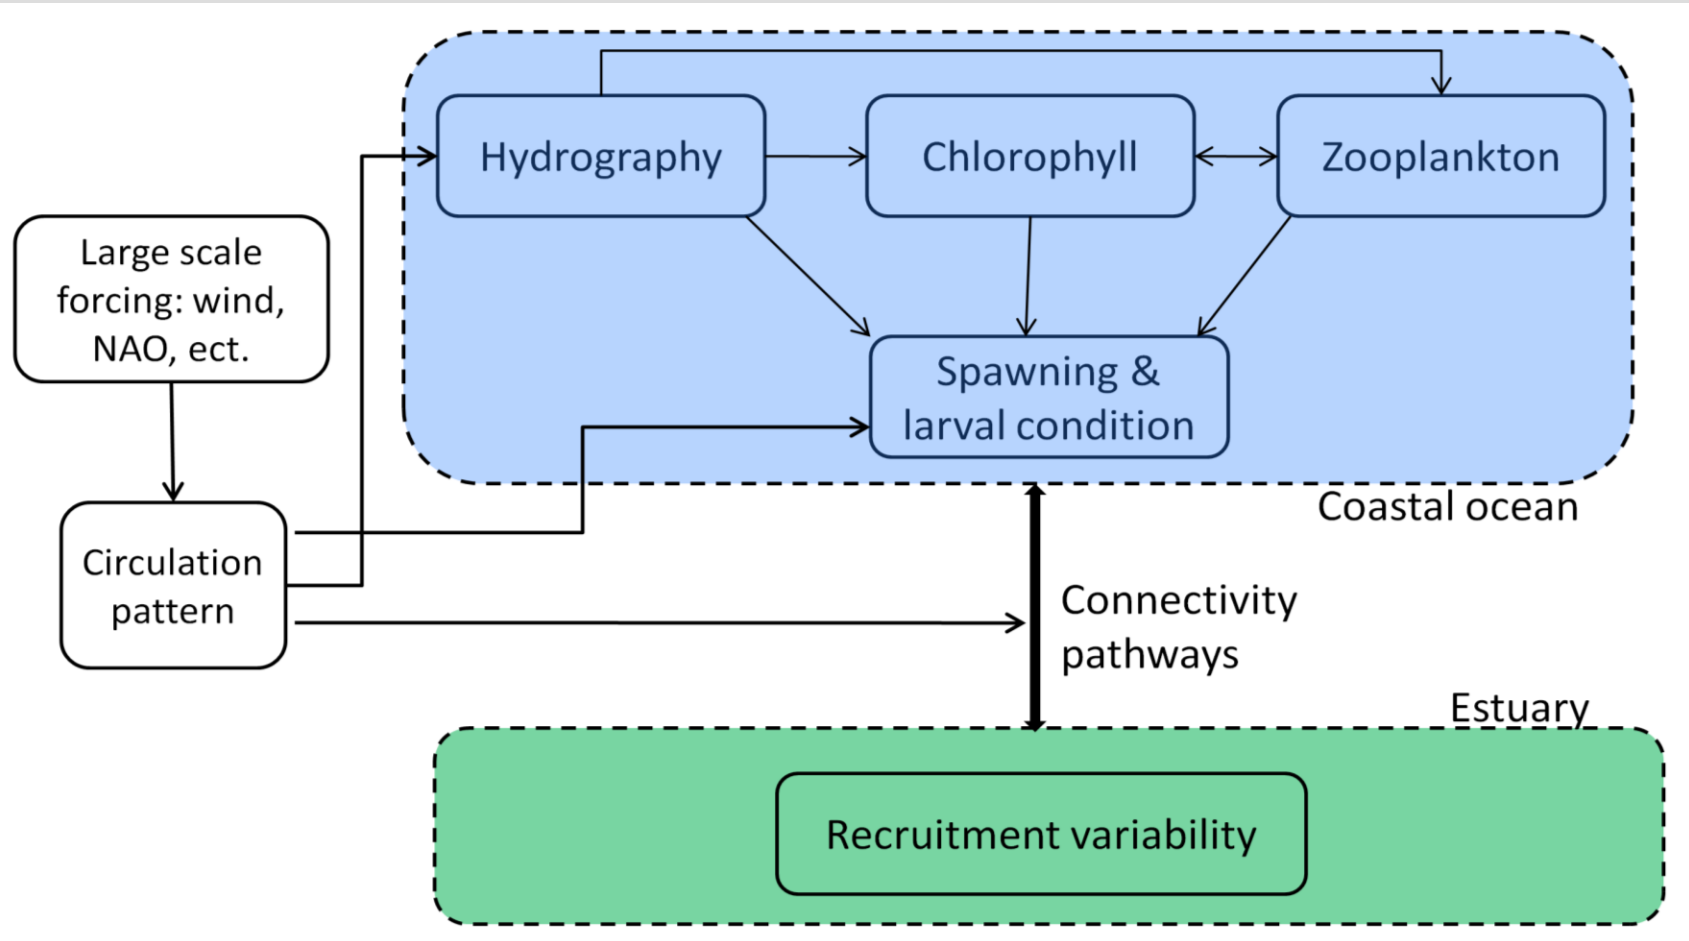 Hydrography
Chlorophyll
Zooplankton
Large scale
forcing: wind,
NAO, ect.
Spawning &
larval condition
Coastal ocean
Circulation
pattern
Connectivity
pathways
Estuary
Recruitment variability